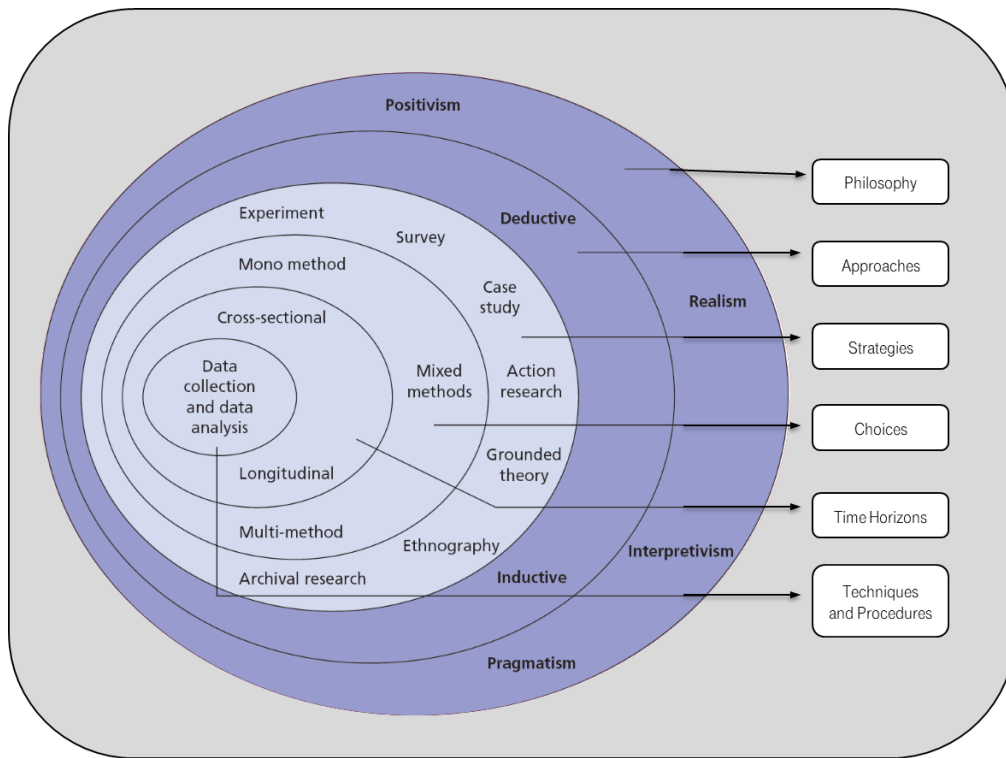 Positivism
Deductive
Realism
Interpretivism
Inductive
Pragmatism
Experiment
Survey
Case
study
Action
research
Grounded
theory
Ethnography
Archival research
Mono method
Mixed
methods
Multi-method
Cross-sectional
Longitudinal
Data
collection
and data
analysis
Philosophy
Approaches
Strategies
Choices
Time Horizons
Techniques
and Procedures